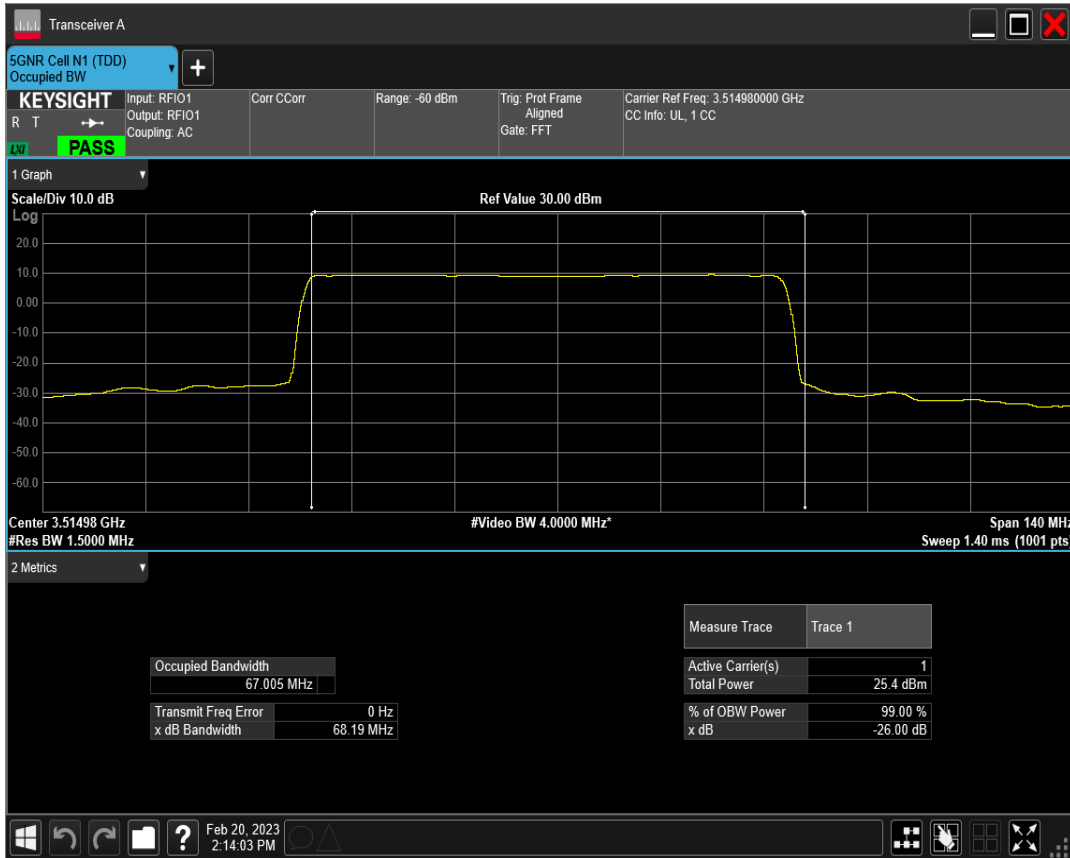 Transceiver A
5GNR Cell N1 (TDD)
Occupied BW
+
KEYSIGHT
R T
LXI
PASS
Input: RFIO1
Output: RFIO1
Coupling: AC
Corr CCorr
Range: -60 dBm
Trig: Prot Frame
Aligned
Gate: FFT
Carrier Ref Freq: 3.514980000 GHz
CC Info: UL, 1 CC
1 Graph
Scale/Div 10.0 dB
Ref Value 30.00 dBm
Log
20.0
10.0
0.00
-10.0
-20.0
-30.0
-40.0
-50.0
-60.0
Center 3.51498 GHz
#Video BW 4.0000 MHz*
Span 140 MHz
#Res BW 1.5000 MHz
Sweep 1.40 ms (1001 pts)
2 Metrics
Measure Trace Trace 1
Occupied Bandwidth
67.005 MHz
Transmit Freq Error 0 Hz
x dB Bandwidth 68.19 MHz
Active Carrier(s) 1
Total Power 25.4 dBm
% of OBW Power 99.00 %
x dB -26.00 dB
?
Feb 20, 2023
2:14:03 PM